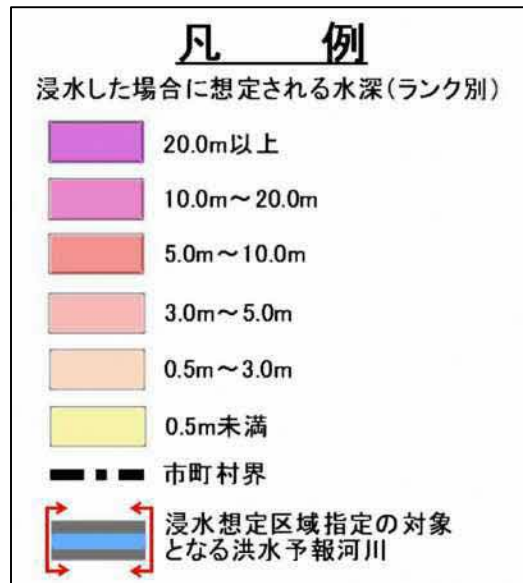 凡 例
浸水した場合に想定される水深(ランク別)
20.0m以上
10.0m～20.0m
5.0m～10.0m
3.0m～5.0m
0.5m～3.0m
0.5m未満
市町村界
浸水想定区域指定の対象
となる洪水予報河川